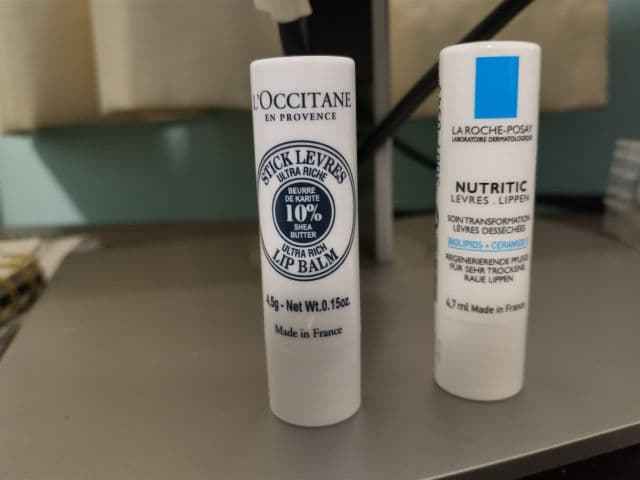 L'OCCITANE
EN PROVENCE
STICK LEVRES
ULTRA RICHE
BEURRE
DE KARITE
10%
SHEA
BUTTER
ULTRA RICH
LIP BALM
4.5g - Net Wt.0.15oz.
Made in France
LA ROCHE-POSAY
LABORATOIRE DERMATOLOGIQUE
NUTRITIC
LEVRES . LIPPEN
SOIN TRANSFORMATION
LÈVRES DESSÉCHÉES
BIOLIPIDS + CERAMIDE
REGENERIERENDE PFLEGE
FÜR SEHR TROCKENE,
RAUE LIPPEN
4,7 ml Made in France